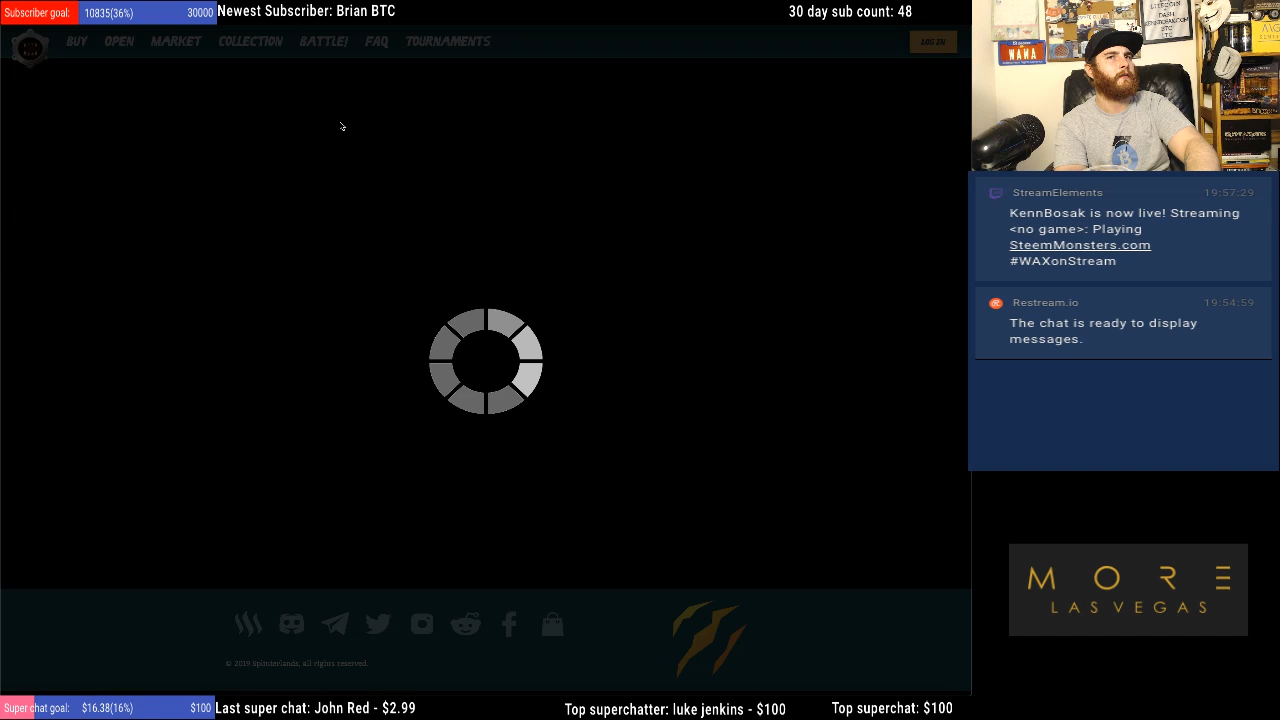 Subscriber goal: 10835(36%) 30000
Newest Subscriber: Brian BTC
30 day sub count: 48
BUY OPEN MARKET COLLECTION BATTLE! FAQ TOURNAMENTS
LOG IN
WAWA
StreamElements 19:57:29
KennBosak is now live! Streaming
<no game>: Playing
SteemMonsters.com
#WAXonStream
Restream.io 19:54:59
The chat is ready to display
messages.
MORE
LAS VEGAS
© 2019 Splinterlands, all rights reserved.
Super chat goal: $16.38(16%) $100
Last super chat: John Red - $2.99
Top superchatter: luke jenkins - $100
Top superchat: $100